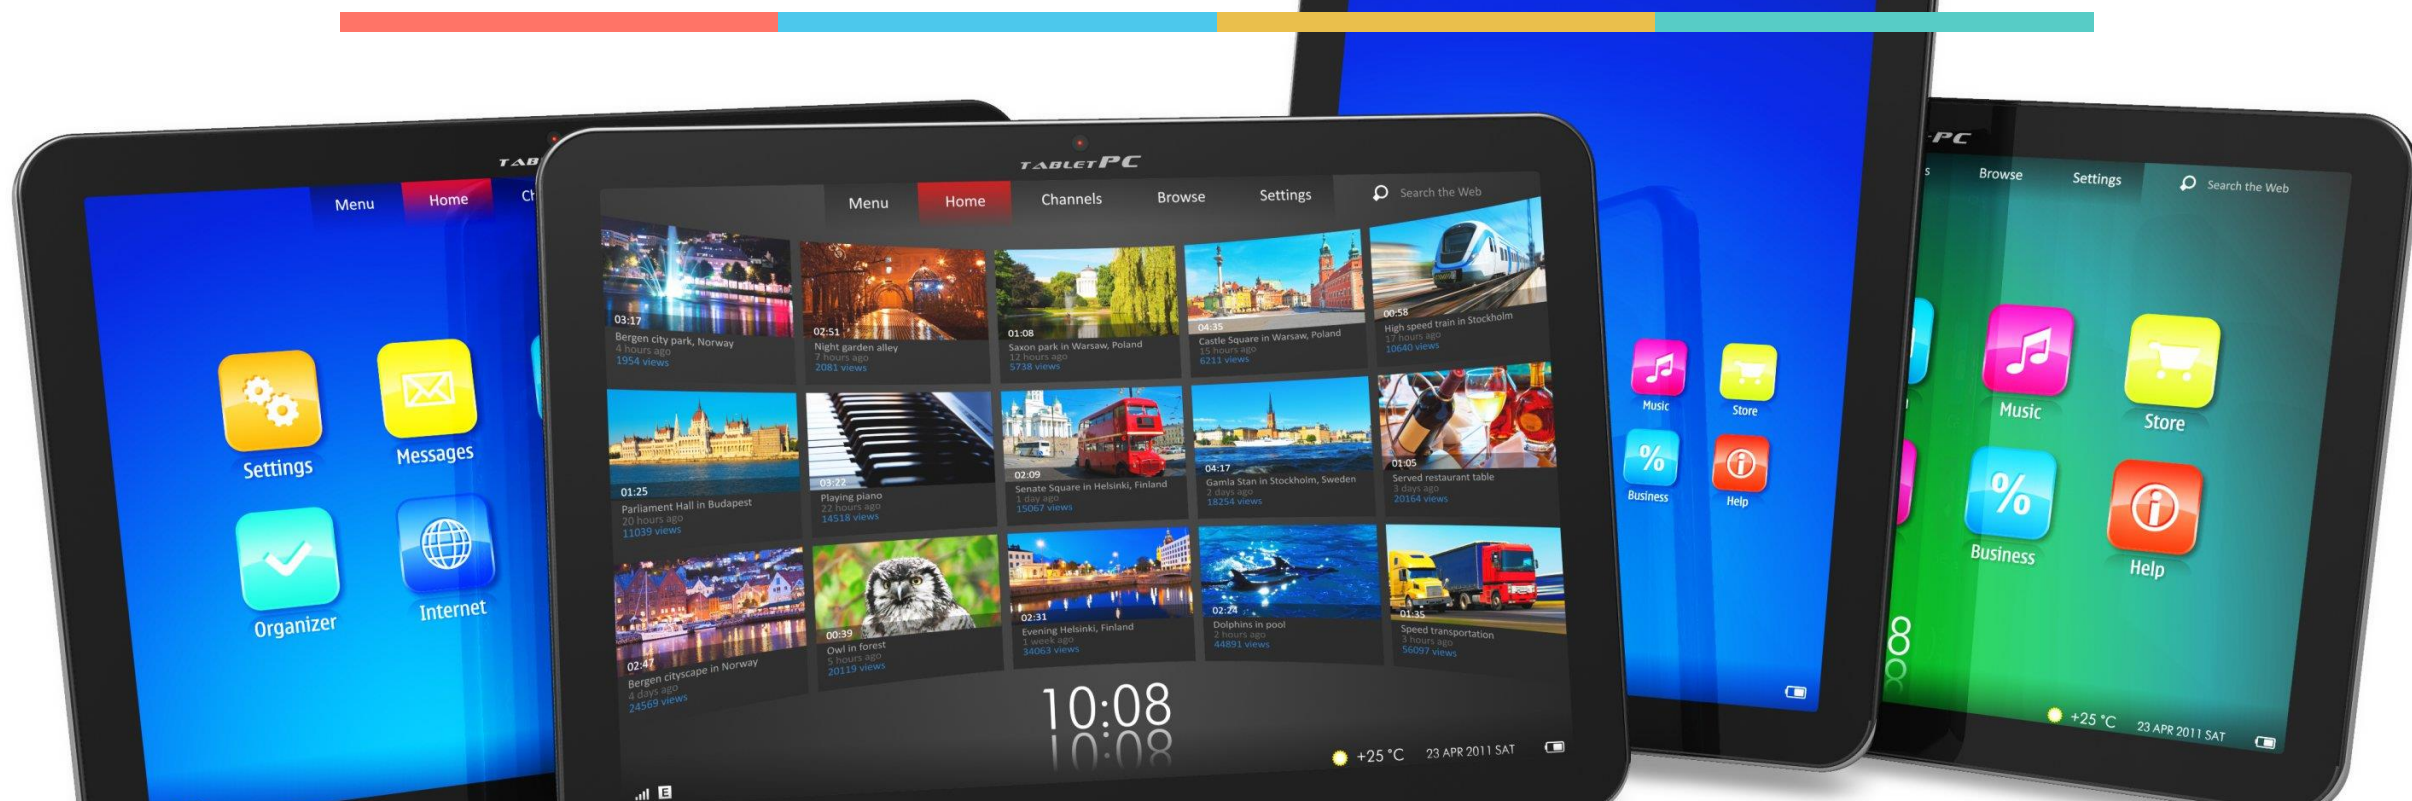 TAB
Menu
Home
Ch
Settings
Messages
Organizer
Internet
TABLET PC
Menu
Home
Channels
Browse
Settings
Search the Web
03:17
Bergen city park, Norway
4 hours ago
1954 views
02:51
Night garden alley
7 hours ago
2081 views
01:08
Saxon park in Warsaw, Poland
12 hours ago
5738 views
04:35
Castle Square in Warsaw, Poland
15 hours ago
6211 views
00:58
High speed train in Stockholm
17 hours ago
10640 views
01:25
Parliament Hall in Budapest
20 hours ago
11039 views
03:22
Playing piano
22 hours ago
14518 views
02:09
Senate Square in Helsinki, Finland
1 day ago
15067 views
04:17
Gamla Stan in Stockholm, Sweden
2 days ago
18254 views
01:05
Served restaurant table
3 days ago
20164 views
02:47
Bergen cityscape in Norway
4 days ago
24569 views
00:39
Owl in forest
5 hours ago
20119 views
02:31
Evening Helsinki, Finland
1 week ago
34063 views
02:24
Dolphins in pool
2 hours ago
44891 views
01:35
Speed transportation
3 hours ago
56097 views
10:08
+25 °C
23 APR 2011 SAT
E
Music
Store
%
Business
Help
PC
s
Browse
Settings
Search the Web
Music
Store
%
Business
Help
8
+25 °C
23 APR 2011 SAT